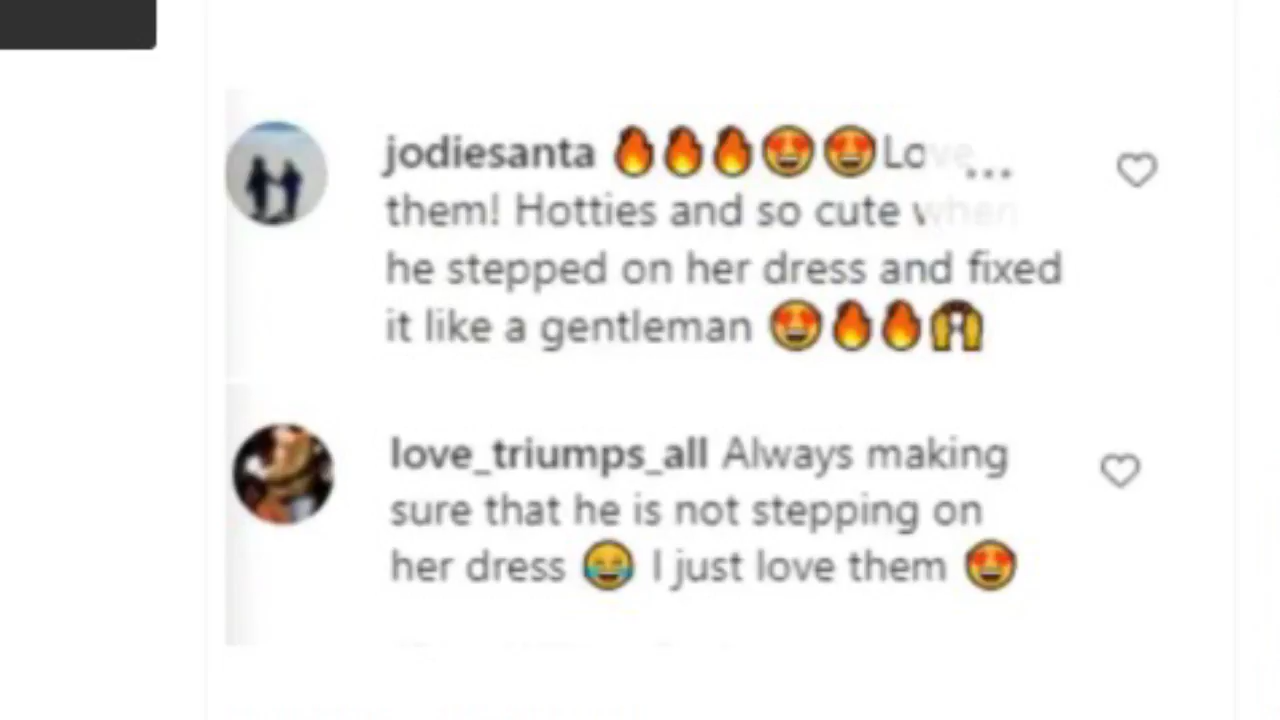 jodiesanta 🔥🔥🔥😍😍Love ...
them! Hotties and so cute when
he stepped on her dress and fixed
it like a gentleman 😍🔥🔥🙌
love_triumps_all Always making
sure that he is not stepping on
her dress 😂 I just love them 😍